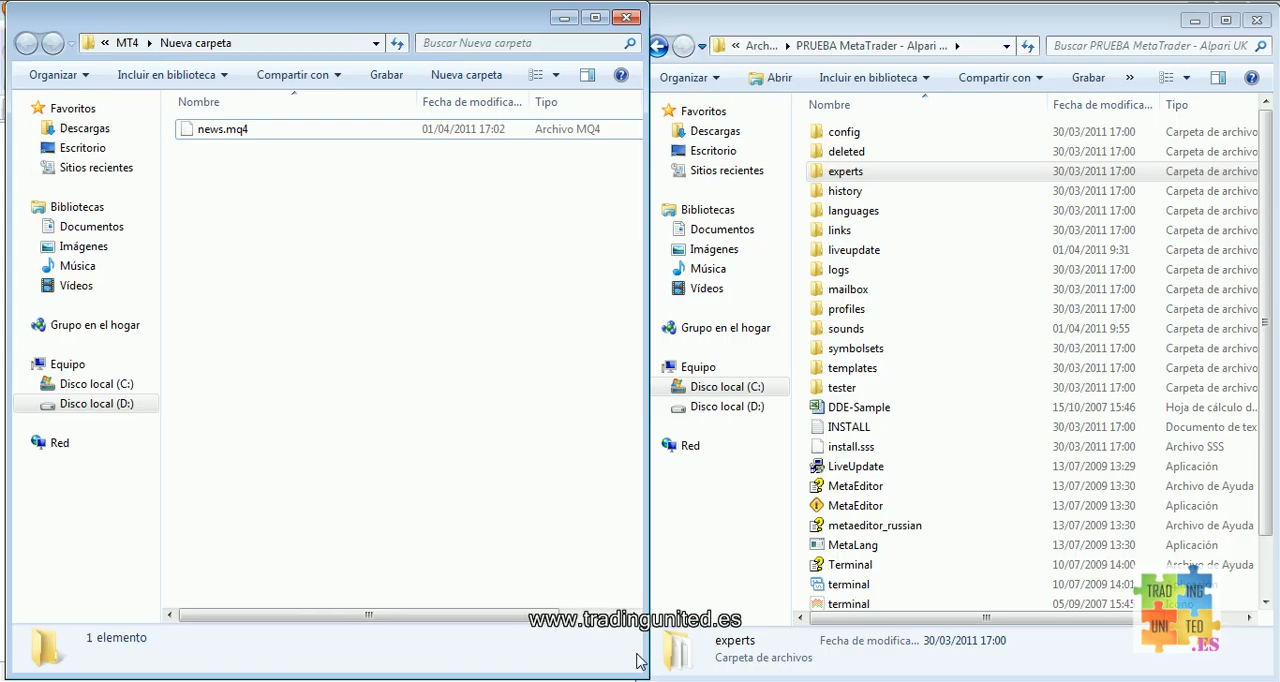 MT4 Nueva carpeta
Buscar Nueva carpeta
Organizar
Incluir en biblioteca
Compartir con
Grabar
Nueva carpeta
Nombre
Fecha de modifica...
Tipo
news.mq4
01/04/2011 17:02
Archivo MQ4
Favoritos
Descargas
Escritorio
Sitios recientes
Bibliotecas
Documentos
Imágenes
Música
Vídeos
Grupo en el hogar
Equipo
Disco local (C:)
Disco local (D:)
Red
1 elemento
Arch... PRUEBA MetaTrader - Alpari ...
Buscar PRUEBA MetaTrader - Alpari UK
Organizar
Abrir
Incluir en biblioteca
Compartir con
Grabar
»
Favoritos
Descargas
Escritorio
Sitios recientes
Bibliotecas
Documentos
Imágenes
Música
Vídeos
Grupo en el hogar
Equipo
Disco local (C:)
Disco local (D:)
Red
Nombre Fecha de modifica... Tipo
config 30/03/2011 17:00 Carpeta de archivo
deleted 30/03/2011 17:00 Carpeta de archivo
experts 30/03/2011 17:00 Carpeta de archivo
history 30/03/2011 17:00 Carpeta de archivo
languages 30/03/2011 17:00 Carpeta de archivo
links 30/03/2011 17:00 Carpeta de archivo
liveupdate 01/04/2011 9:31 Carpeta de archivo
logs 30/03/2011 17:00 Carpeta de archivo
mailbox 30/03/2011 17:00 Carpeta de archivo
profiles 30/03/2011 17:00 Carpeta de archivo
sounds 01/04/2011 9:55 Carpeta de archivo
symbolsets 30/03/2011 17:00 Carpeta de archivo
templates 30/03/2011 17:00 Carpeta de archivo
tester 30/03/2011 17:00 Carpeta de archivo
DDE-Sample 15/10/2007 15:46 Hoja de cálculo d...
INSTALL 30/03/2011 17:00 Documento de tex
install.sss 30/03/2011 17:00 Archivo SSS
LiveUpdate 13/07/2009 13:29 Aplicación
MetaEditor 13/07/2009 13:30 Archivo de Ayuda
MetaEditor 13/07/2009 13:30 Aplicación
metaeditor_russian 13/07/2009 13:30 Archivo de Ayuda
MetaLang 13/07/2009 13:30 Aplicación
Terminal 10/07/2009 14:00 Archivo de Ayuda
terminal 10/07/2009 14:01
terminal 05/09/2007 15:45
experts Fecha de modifica... 30/03/2011 17:00
Carpeta de archivos
www.tradingunited.es
TRAD ING
UNI TED
.ES